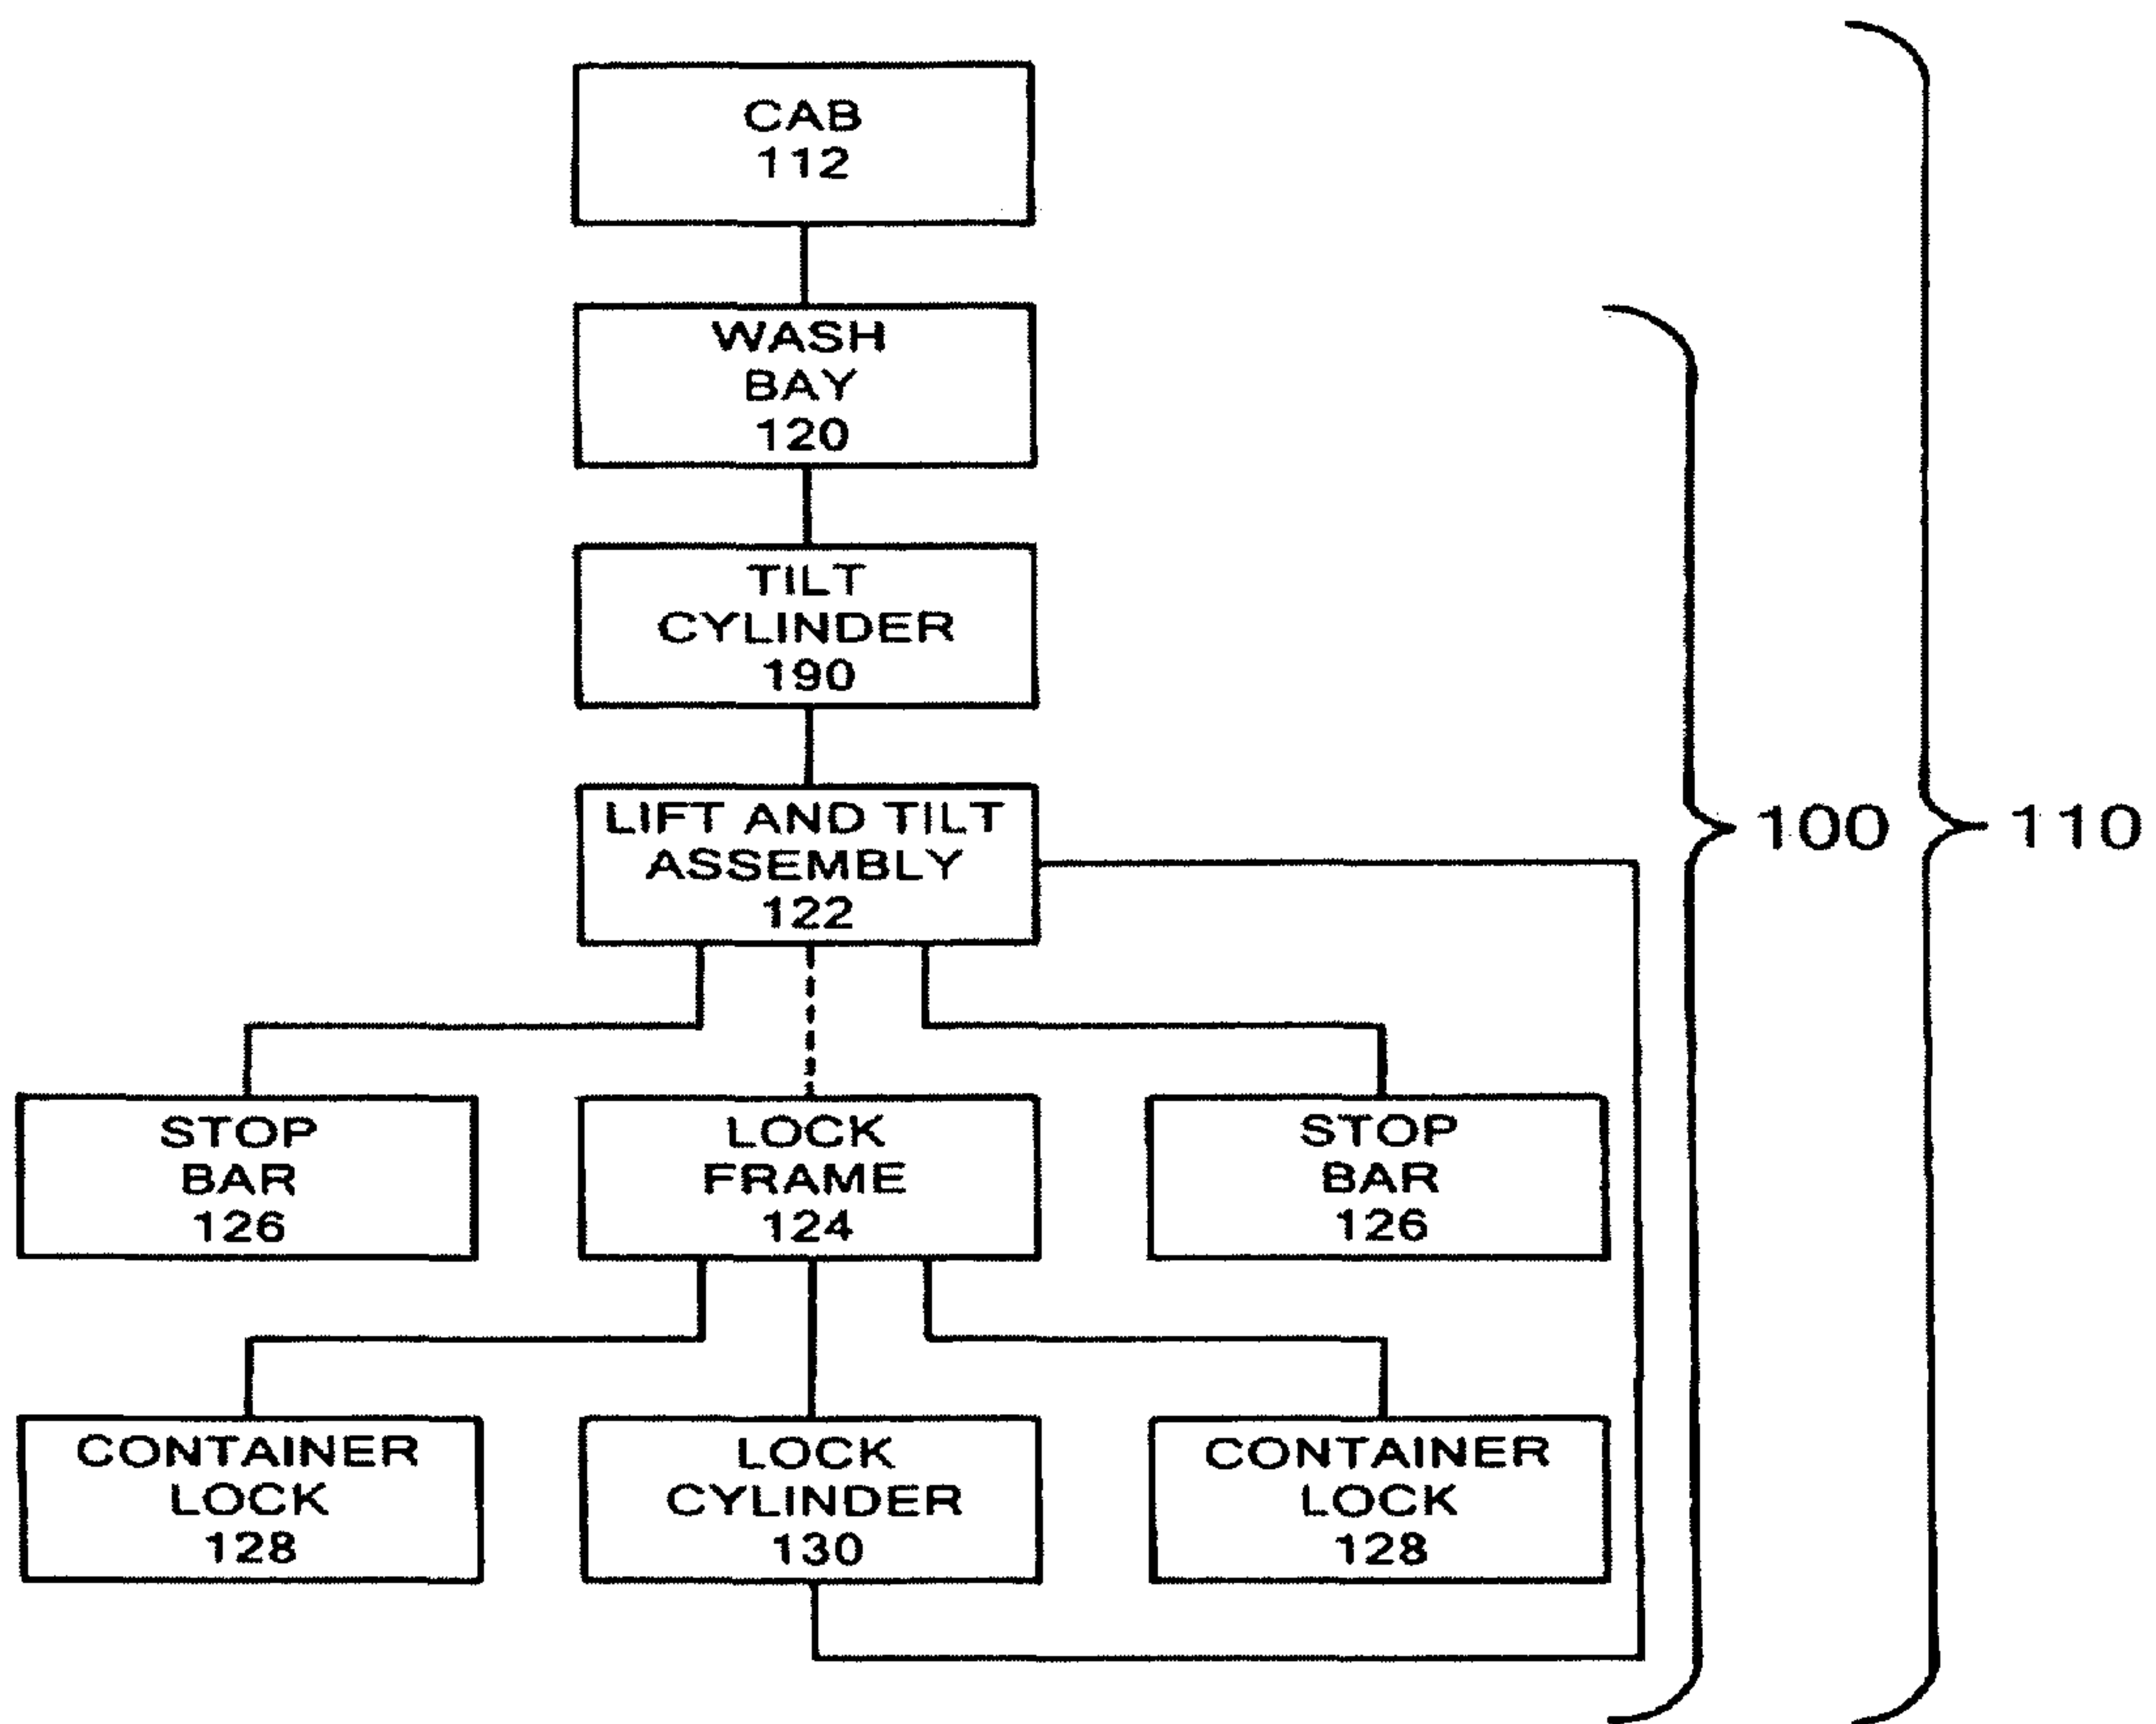 CAB
112
WASH
BAY
120
TILT
CYLINDER
190
LIFT AND TILT
ASSEMBLY
122
100
110
STOP
BAR
126
LOCK
FRAME
124
STOP
BAR
126
CONTAINER
LOCK
128
LOCK
CYLINDER
130
CONTAINER
LOCK
128